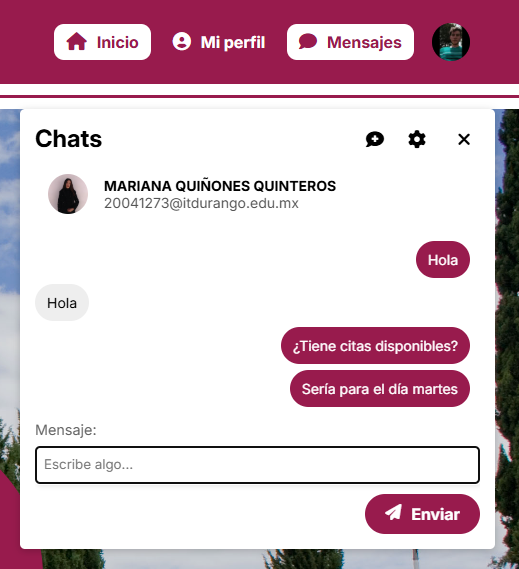 Inicio
Mi perfil
Mensajes
Chats
MARIANA QUIÑONES QUINTEROS
20041273@itdurango.edu.mx
Hola
Hola
¿Tiene citas disponibles?
Sería para el día martes
Mensaje:
Escribe algo...
Enviar